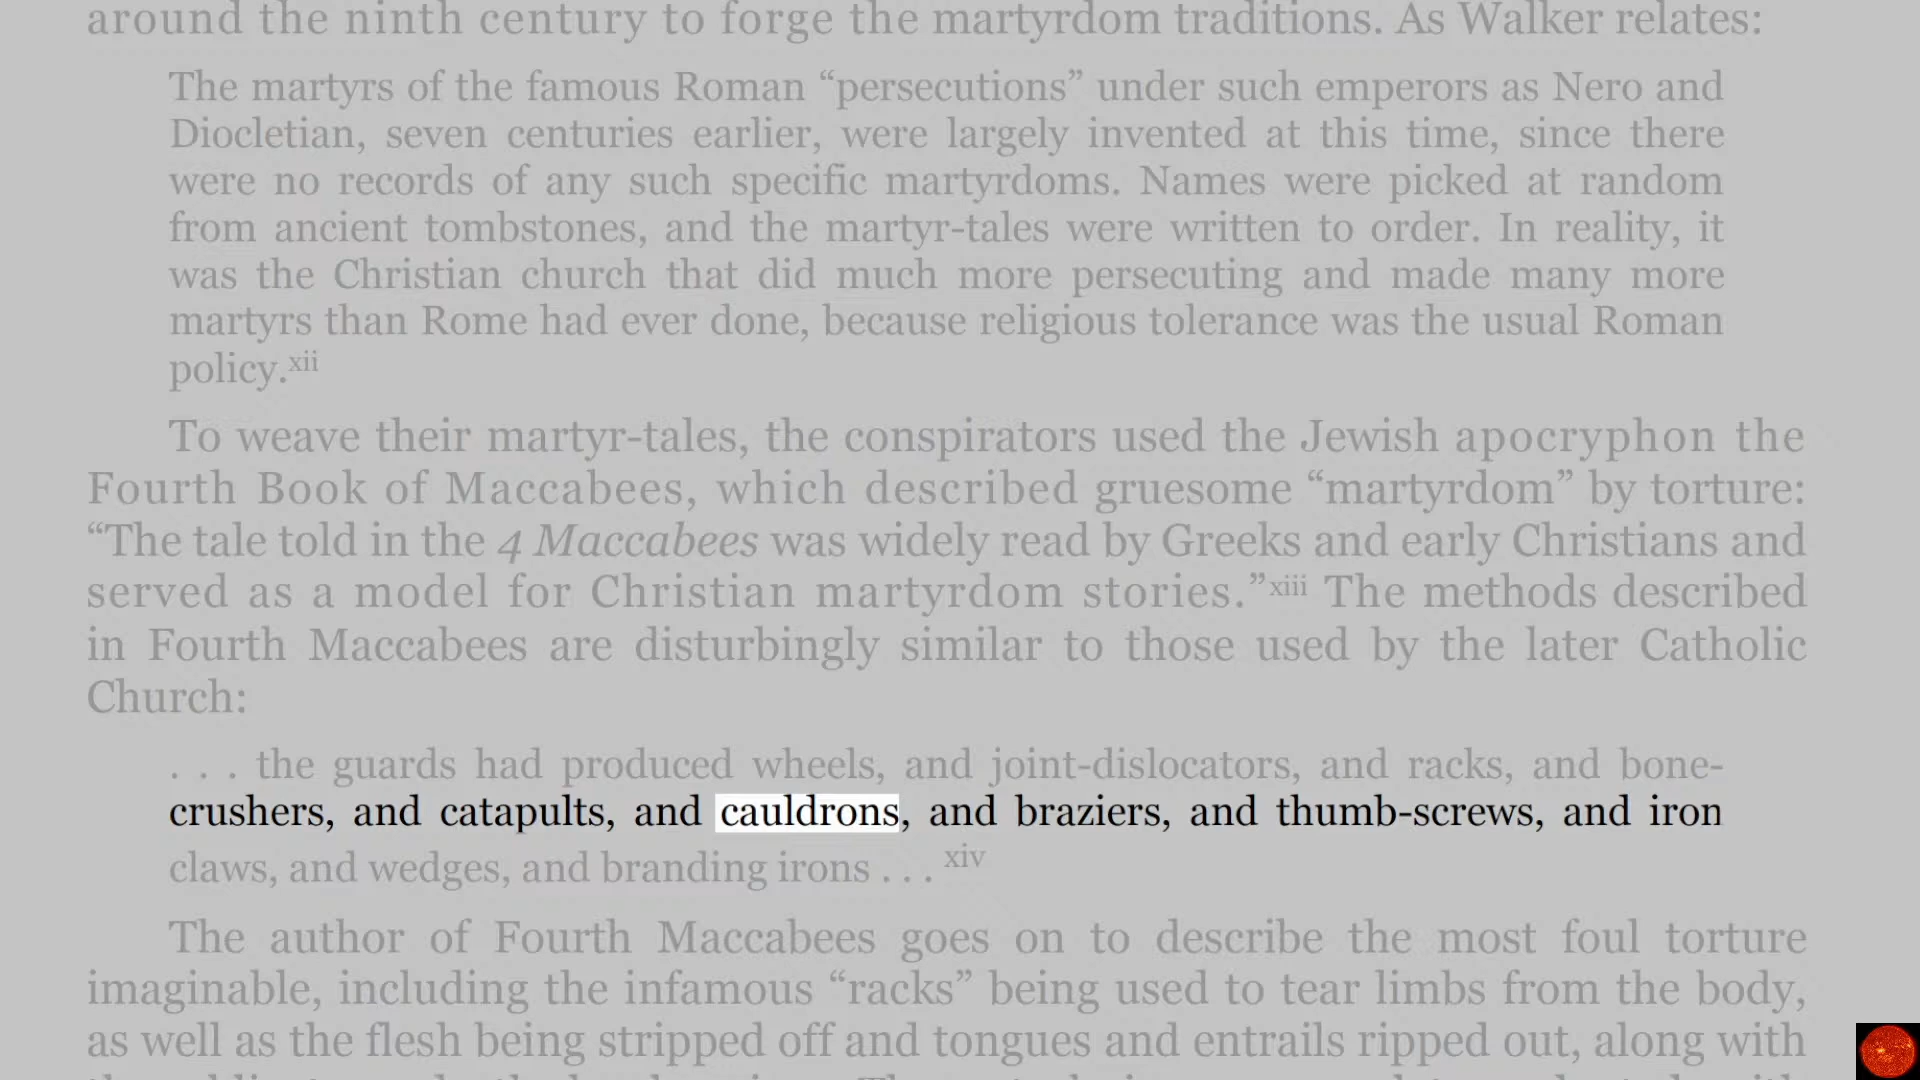 around the ninth century to forge the martyrdom traditions. As Walker relates:
The martyrs of the famous Roman “persecutions” under such emperors as Nero and
Diocletian, seven centuries earlier, were largely invented at this time, since there
were no records of any such specific martyrdoms. Names were picked at random
from ancient tombstones, and the martyr-tales were written to order. In reality, it
was the Christian church that did much more persecuting and made many more
martyrs than Rome had ever done, because religious tolerance was the usual Roman
policy.xii
To weave their martyr-tales, the conspirators used the Jewish apocryphon the
Fourth Book of Maccabees, which described gruesome “martyrdom” by torture:
“The tale told in the 4 Maccabees was widely read by Greeks and early Christians and
served as a model for Christian martyrdom stories.”xiii The methods described
in Fourth Maccabees are disturbingly similar to those used by the later Catholic
Church:
. . . the guards had produced wheels, and joint-dislocators, and racks, and bone-
crushers, and catapults, and cauldrons, and braziers, and thumb-screws, and iron
claws, and wedges, and branding irons . . . xiv
The author of Fourth Maccabees goes on to describe the most foul torture
imaginable, including the infamous “racks” being used to tear limbs from the body,
as well as the flesh being stripped off and tongues and entrails ripped out, along with